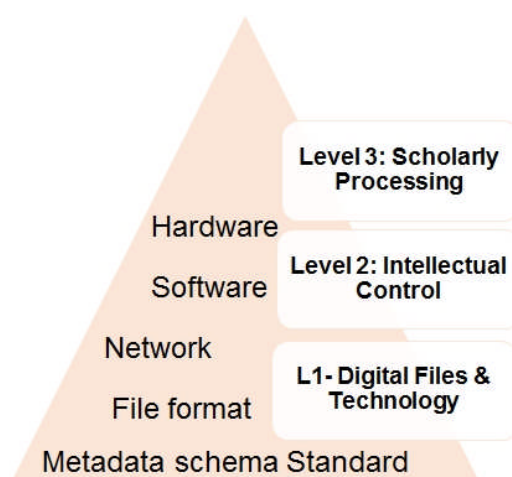 Level 3: Scholarly
Processing
Hardware
Level 2: Intellectual
Control
Software
Network
L1- Digital Files &
Technology
File format
Metadata schema Standard